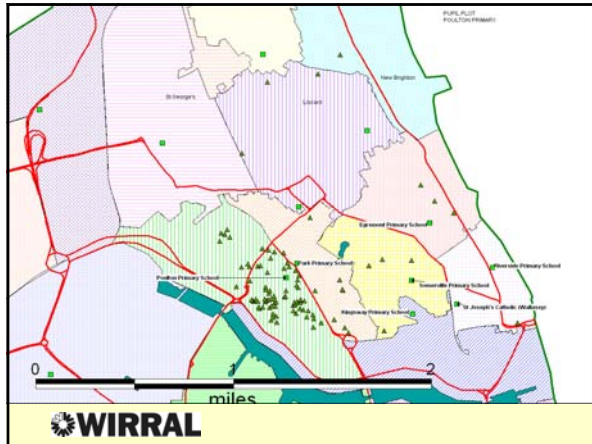 PUPIL PLOT
POULTON PRIMARY
New Brighton
St George's
Liscard
Egremont Primary School
Park Primary School
Riverside Primary School
Poulton Primary School
Somerville Primary School
St Joseph's Catholic (Wallasey)
Kingsway Primary School
0
1
2
miles
WIRRAL